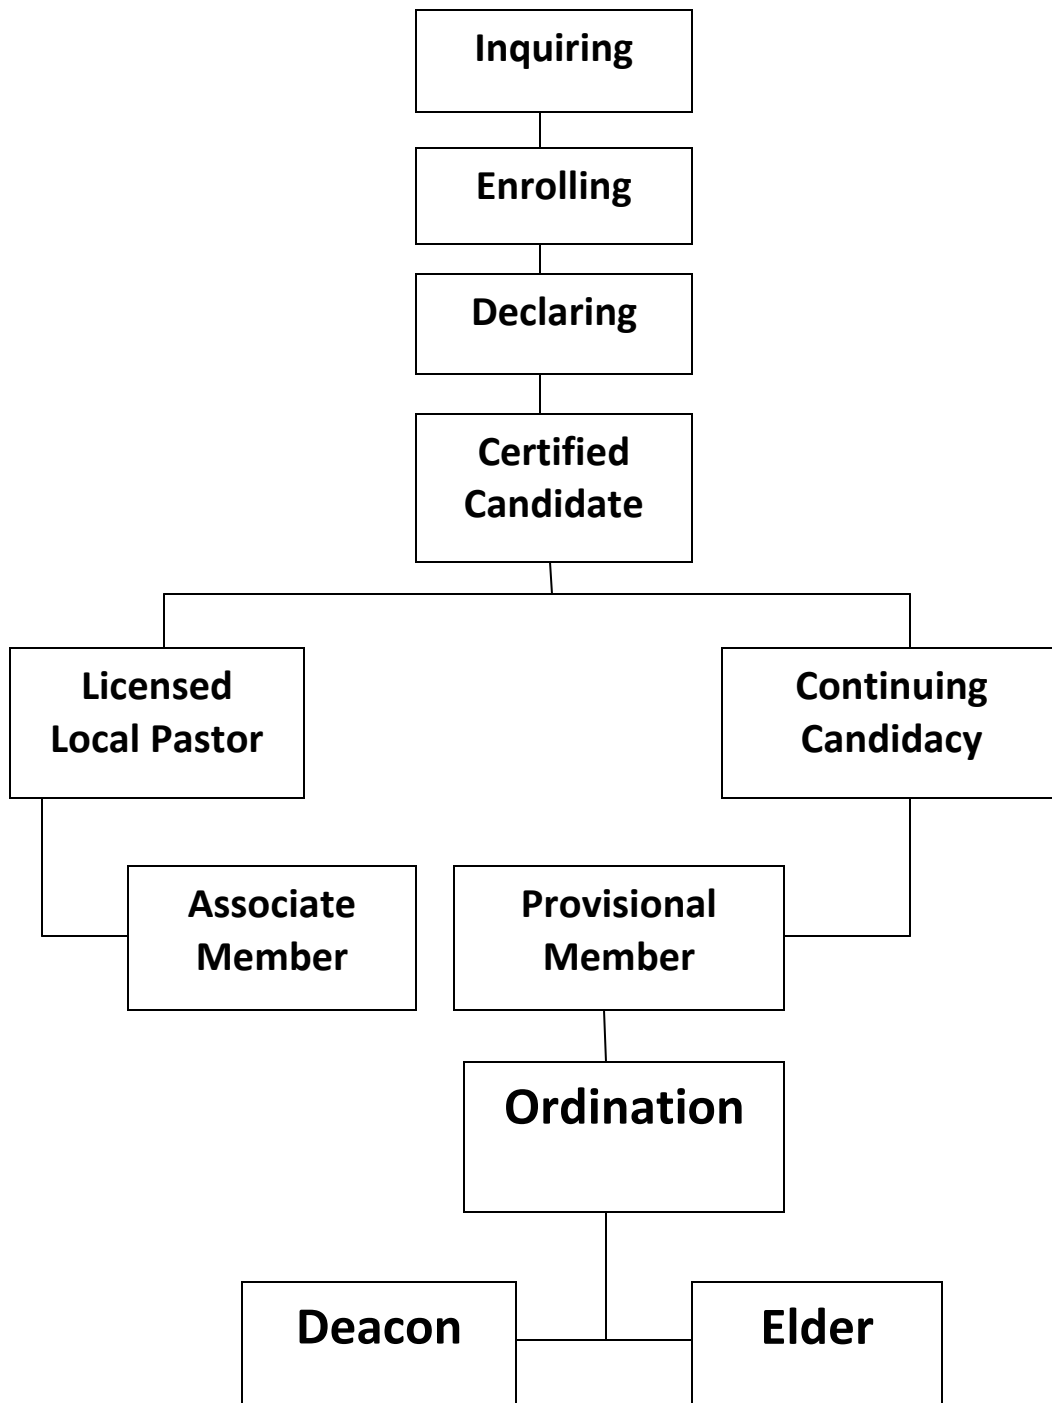 Inquiring
Enrolling
Declaring
Certified
Candidate
Licensed
Local Pastor
Continuing
Candidacy
Associate
Member
Provisional
Member
Ordination
Deacon
Elder